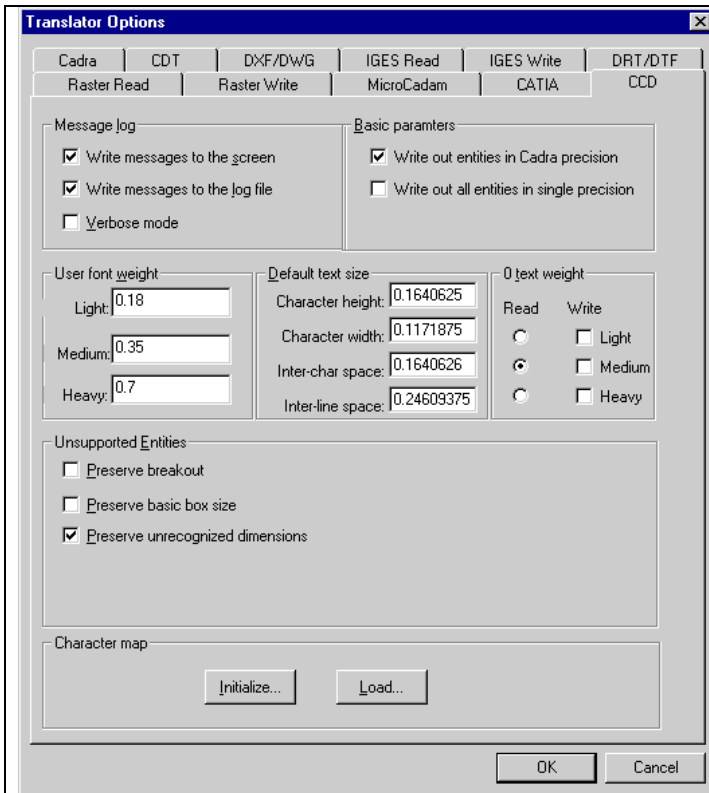 Translator Options
Cadra CDT DXF/DWG IGES Read IGES Write DRT/DTF
Raster Read Raster Write MicroCadam CATIA CCD
Message log
Write messages to the screen
Write messages to the log file
Verbose mode
Basic paramters
Write out entities in Cadra precision
Write out all entities in single precision
User font weight
Light: 0.18
Medium: 0.35
Heavy: 0.7
Default text size
Character height: 0.1640625
Character width: 0.1171875
Inter-char space: 0.1640626
Inter-line space: 0.24609375
0 text weight
Read Write
Light
Medium
Heavy
Unsupported Entities
Preserve breakout
Preserve basic box size
Preserve unrecognized dimensions
Character map
Initialize... Load...
OK Cancel